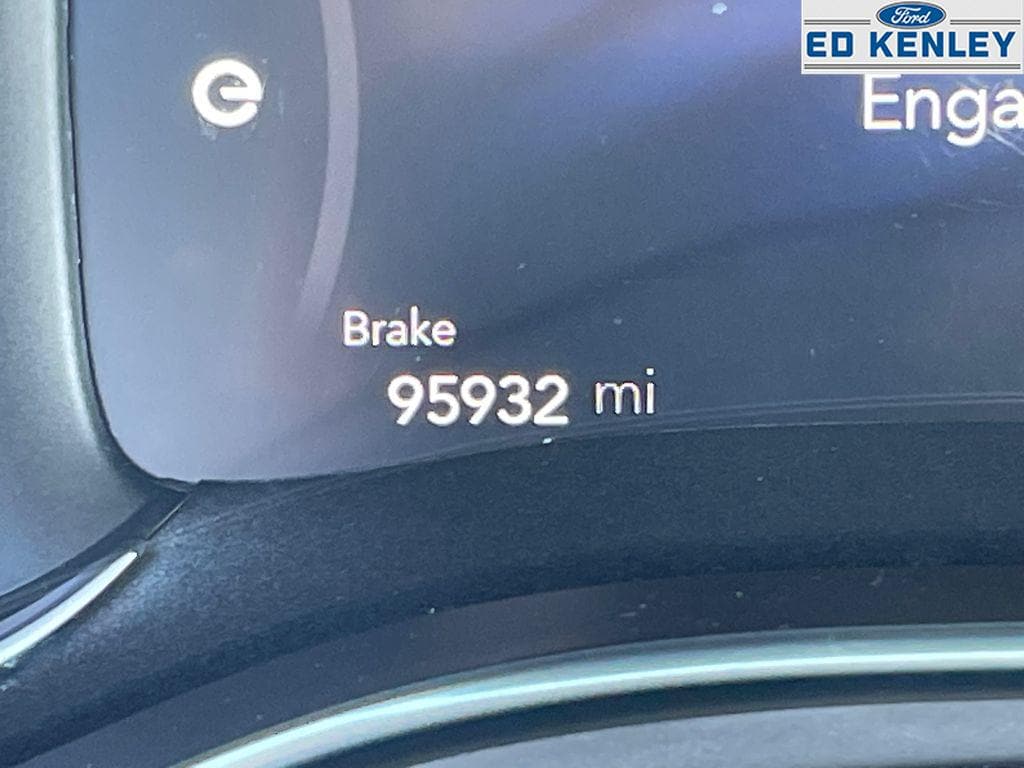 Ford
ED KENLEY
e
Enga
Brake
95932 mi